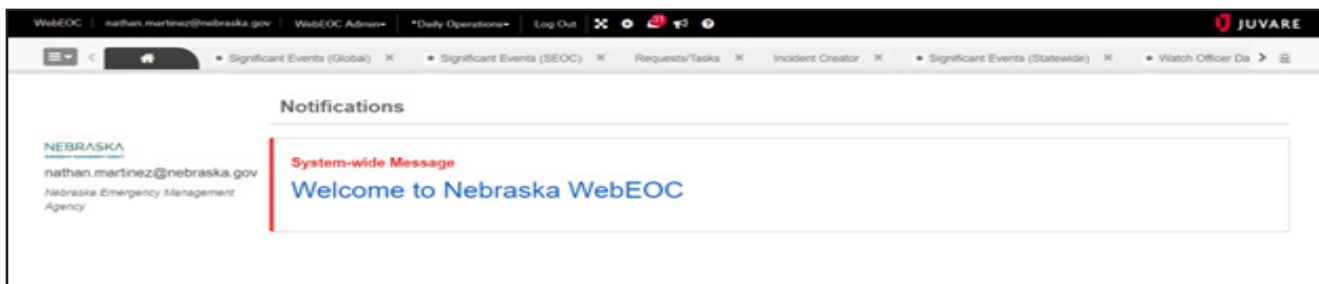 WebEOC nathan.martinez@nebraska.gov WebEOC Admin *Daily Operations Log Out 31 JUVARE
Significant Events (Global) Significant Events (SEOC) Requests/Tasks Incident Creator Significant Events (Statewide) Watch Officer Da
Notifications
NEBRASKA
nathan.martinez@nebraska.gov
Nebraska Emergency Management
Agency
System-wide Message
Welcome to Nebraska WebEOC